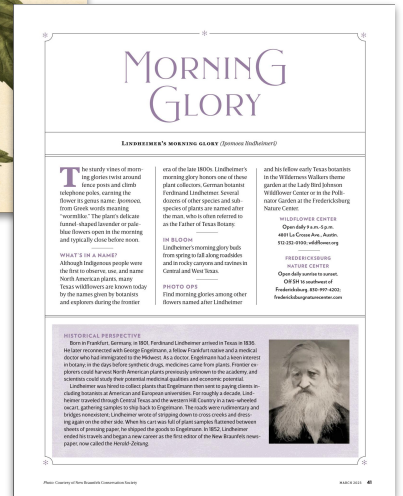 MORNING
GLORY
LINDHEIMER'S MORNING GLORY (Ipomoea lindheimeri)
The sturdy vines of morn-
ing glories twist around
fence posts and climb
telephone poles, earning the
flower its genus name: Ipomoea,
from Greek words meaning
"wormlike." The plant's delicate
funnel-shaped lavender or pale-
blue flowers open in the morning
and typically close before noon.
WHAT'S IN A NAME?
Although Indigenous people were
the first to observe, use, and name
North American plants, many
Texas wildflowers are known today
by the names given by botanists
and explorers during the frontier
era of the late 1800s. Lindheimer's
morning glory honors one of these
plant collectors, German botanist
Ferdinand Lindheimer. Several
dozens of other species and sub-
species of plants are named after
the man, who is often referred to
as the Father of Texas Botany.
IN BLOOM
Lindheimer's morning glory buds
from spring to fall along roadsides
and in rocky canyons and ravines in
Central and West Texas.
PHOTO OPS
Find morning glories among other
flowers named after Lindheimer
and his fellow early Texas botanists
in the Wilderness Walkers theme
garden at the Lady Bird Johnson
Wildflower Center or in the Polli-
nator Garden at the Fredericksburg
Nature Center.
WILDFLOWER CENTER
Open daily 9 a.m.-5 p.m.
4801 La Crosse Ave., Austin.
512-232-0100; wildflower.org
FREDERICKSBURG
NATURE CENTER
Open daily sunrise to sunset.
Off SH 16 southwest of
Fredericksburg. 830-997-4202;
fredericksburgnaturecenter.com
HISTORICAL PERSPECTIVE
Born in Frankfurt, Germany, in 1801, Ferdinand Lindheimer arrived in Texas in 1836.
He later reconnected with George Engelmann, a fellow Frankfurt native and a medical
doctor who had immigrated to the Midwest. As a doctor, Engelmann had a keen interest
in botany; in the days before synthetic drugs, medicines came from plants. Frontier ex-
plorers could harvest North American plants previously unknown to the academy, and
scientists could study their potential medicinal qualities and economic potential.
Lindheimer was hired to collect plants that Engelmann then sent to paying clients in-
cluding botanists at American and European universities. For roughly a decade, Lind-
heimer traveled through Central Texas and the western Hill Country in a two-wheeled
oxcart, gathering samples to ship back to Engelmann. The roads were rudimentary and
bridges nonexistent; Lindheimer wrote of stripping down to cross creeks and dress-
ing again on the other side. When his cart was full of plant samples flattened between
sheets of pressing paper, he shipped the goods to Engelmann. In 1852, Lindheimer
ended his travels and began a new career as the first editor of the New Braunfels news-
paper, now called the Herald-Zeitung.
Photo: Courtesy of New Braunfels Conservation Society
MARCH 2023 41